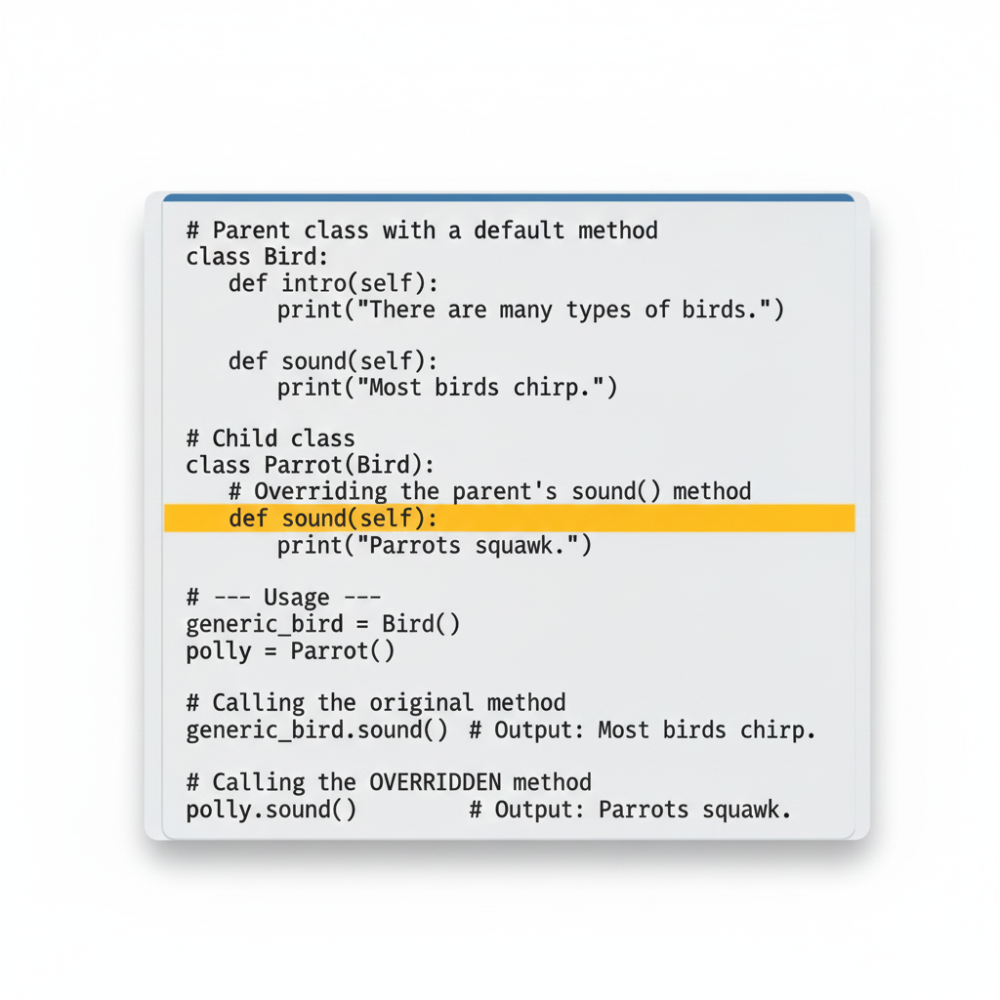 # Parent class with a default method
class Bird:
    def intro(self):
        print("There are many types of birds.")
    def sound(self):
        print("Most birds chirp.")
# Child class
class Parrot(Bird):
    # Overriding the parent's sound() method
    def sound(self):
        print("Parrots squawk.")
# --- Usage ---
generic_bird = Bird()
polly = Parrot()
# Calling the original method
generic_bird.sound() # Output: Most birds chirp.
# Calling the OVERRIDDEN method
polly.sound()        # Output: Parrots squawk.